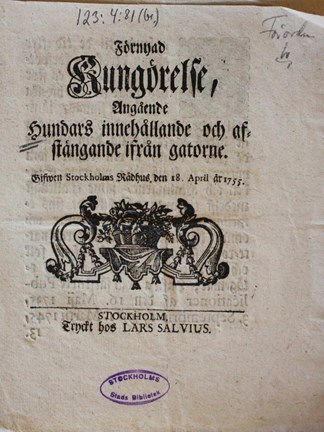 123:4:81(br.)
Förnyad
Kungörelse,
Angående
Hundars innehållande och af-
stängande ifrån gatorne.
Gifwen Stockholms Rådhus, den 18. April år 1755.
STOCKHOLM,
Tryckt hos LARS SALVIUS.
STOCKHOLMS
Stads Bibliotek